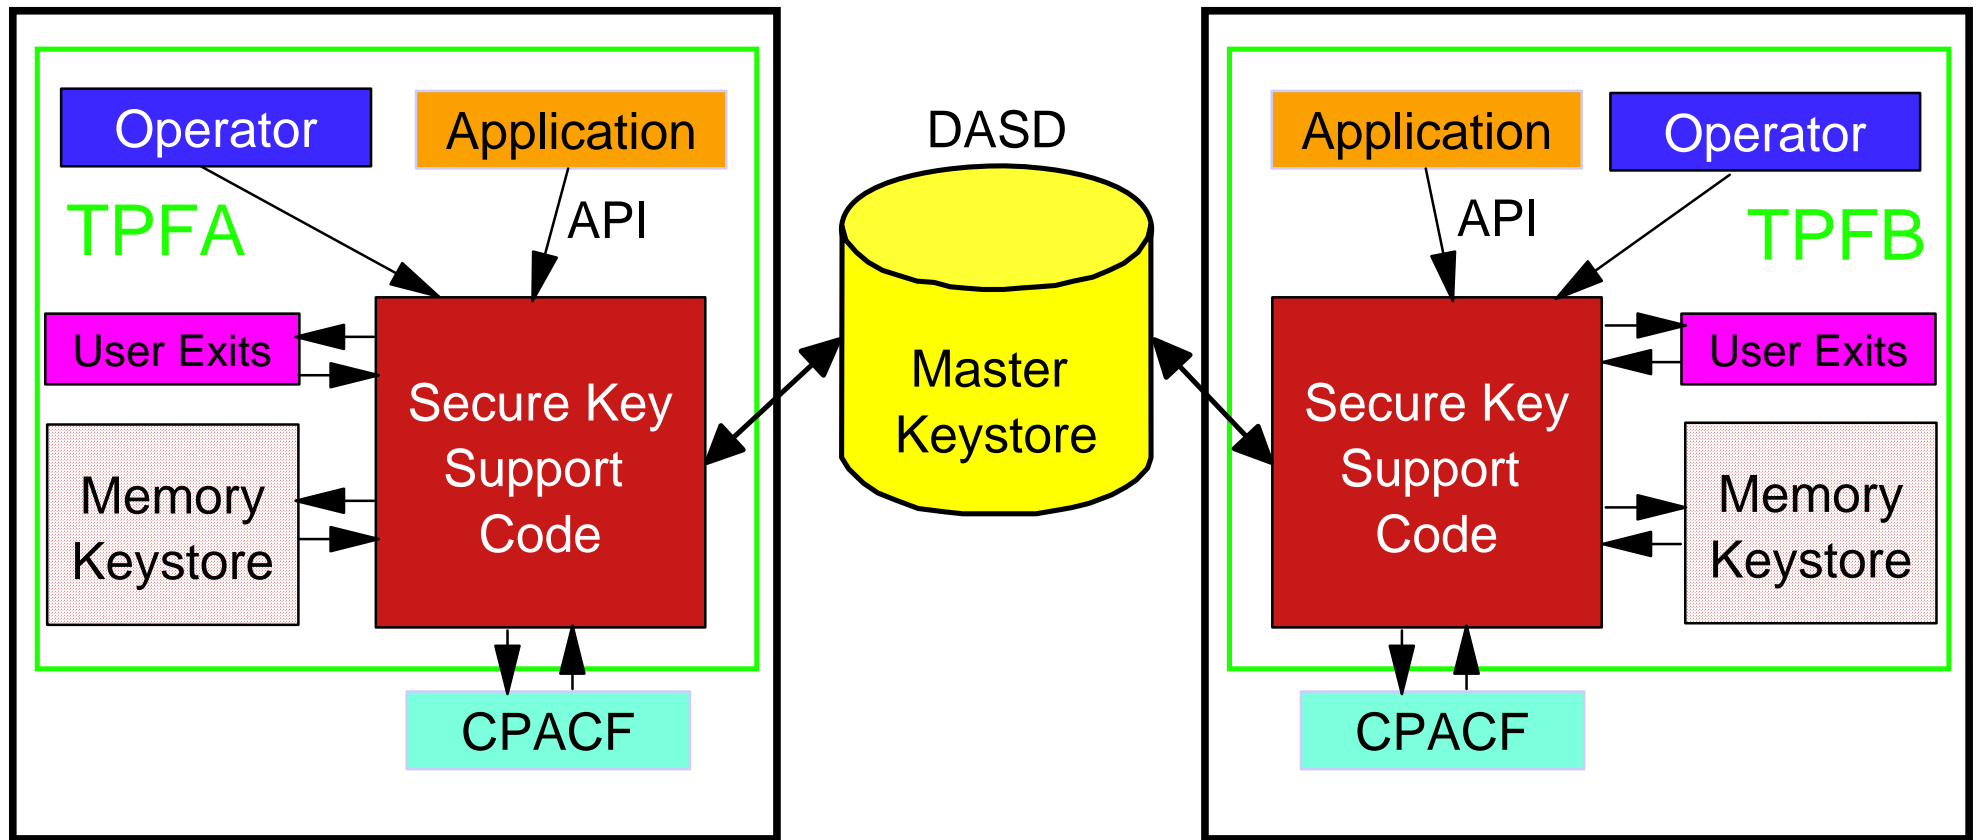 Operator
Application
TPFA
API
User Exits
Memory
Keystore
Secure Key
Support
Code
CPACF
DASD
Master
Keystore
Application
Operator
API
TPFB
Secure Key
Support
Code
User Exits
Memory
Keystore
CPACF